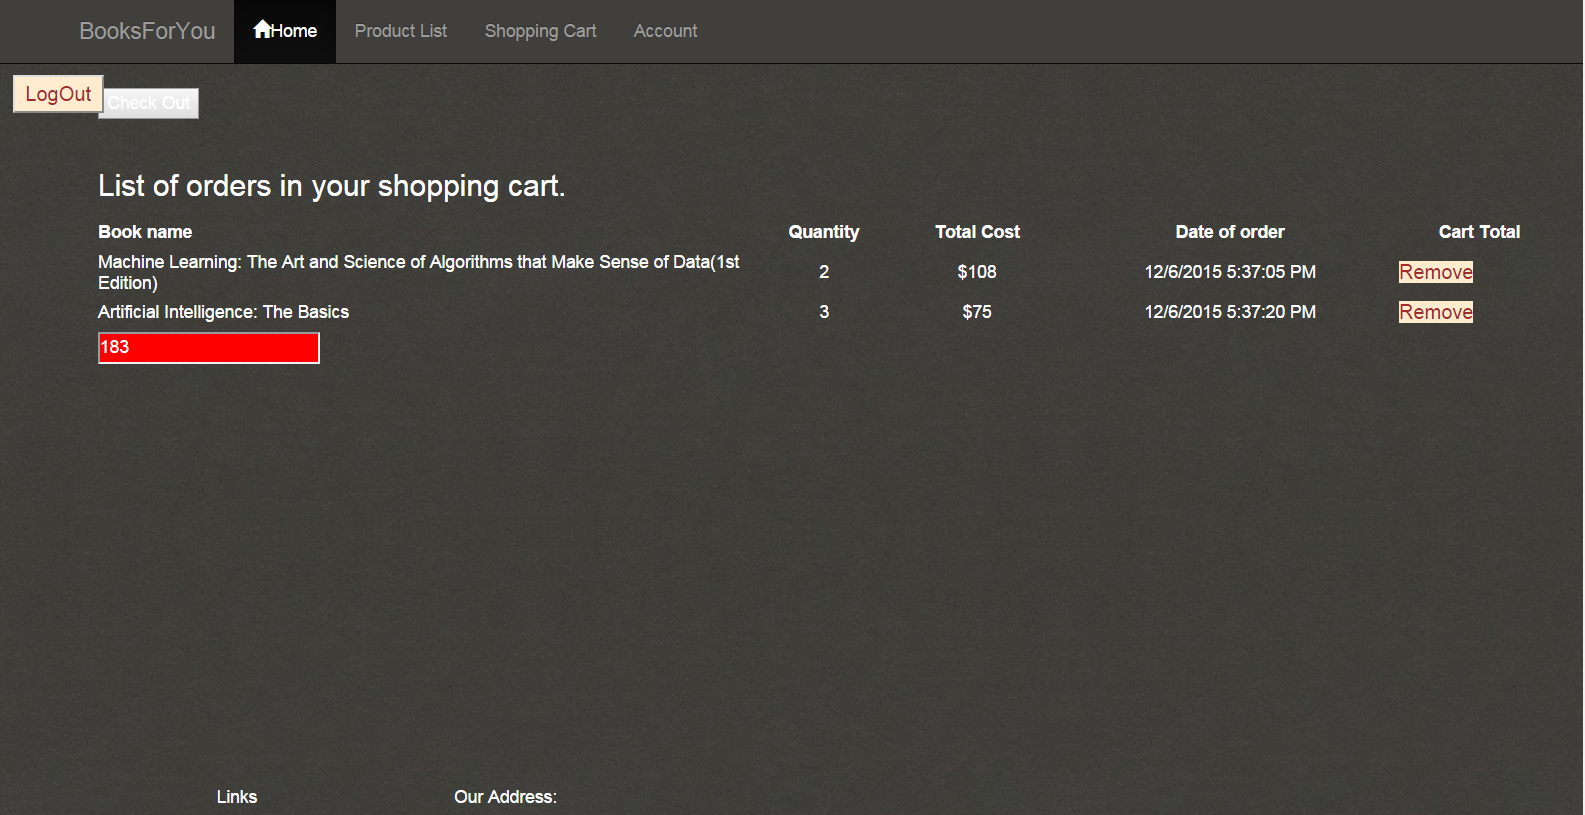 BooksForYou Home Product List Shopping Cart Account
LogOut
Check Out
List of orders in your shopping cart.
Book name Quantity Total Cost Date of order Cart Total
Machine Learning: The Art and Science of Algorithms that Make Sense of Data(1st
Edition) 2 $108 12/6/2015 5:37:05 PM Remove
Artificial Intelligence: The Basics 3 $75 12/6/2015 5:37:20 PM Remove
183
Links Our Address: